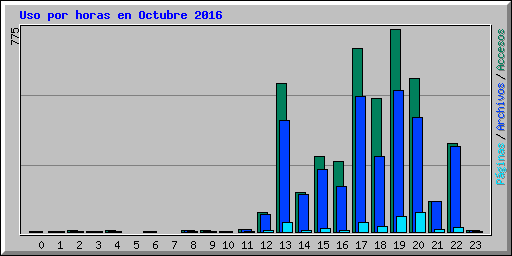 Uso por horas en Octubre 2016
775
Páginas / Archivos / Accesos
0 1 2 3 4 5 6 7 8 9 10 11 12 13 14 15 16 17 18 19 20 21 22 23